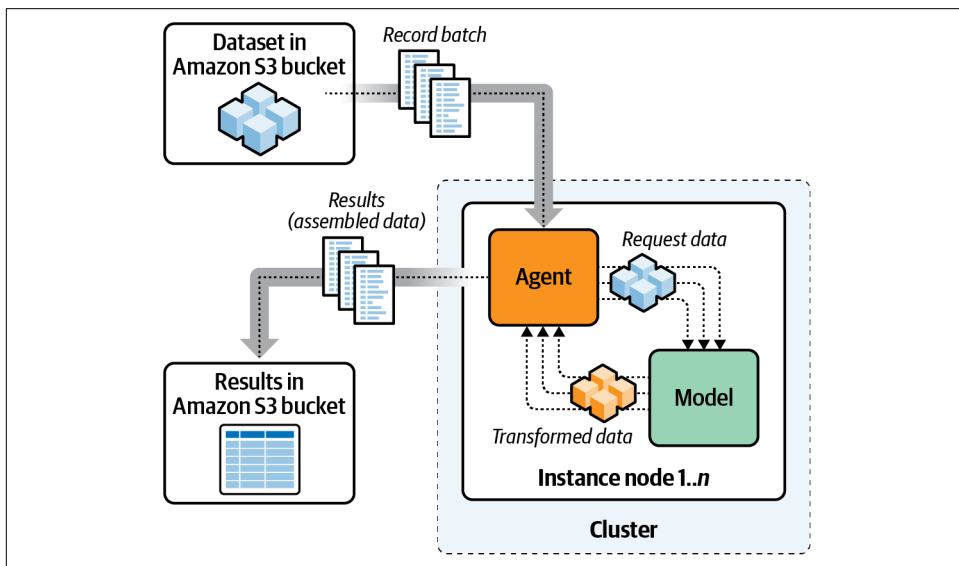 Dataset in
Amazon S3 bucket
Record batch
Results
(assembled data)
Agent
Request data
Model
Transformed data
Results in
Amazon S3 bucket
Instance node 1..n
Cluster